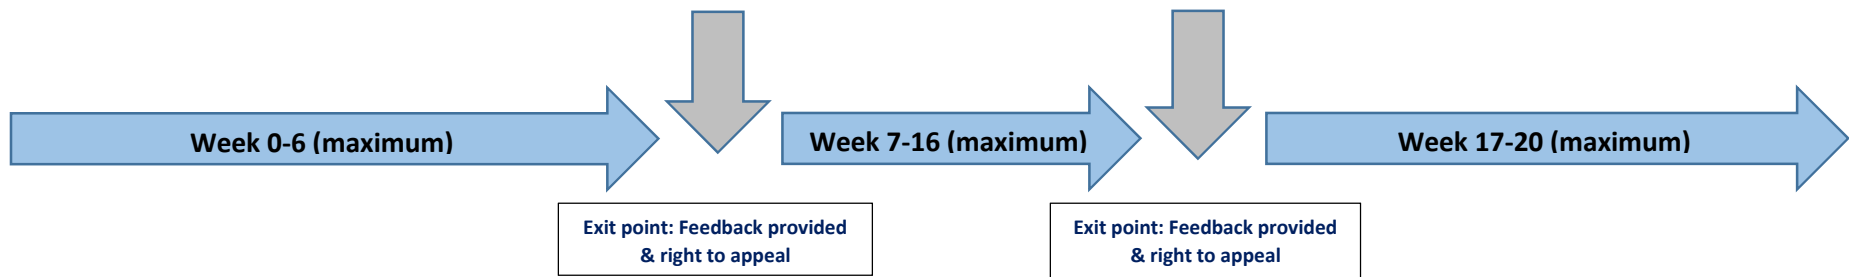 Week 0-6 (maximum)
Week 7-16 (maximum)
Week 17-20 (maximum)
Exit point: Feedback provided
& right to appeal
Exit point: Feedback provided
& right to appeal